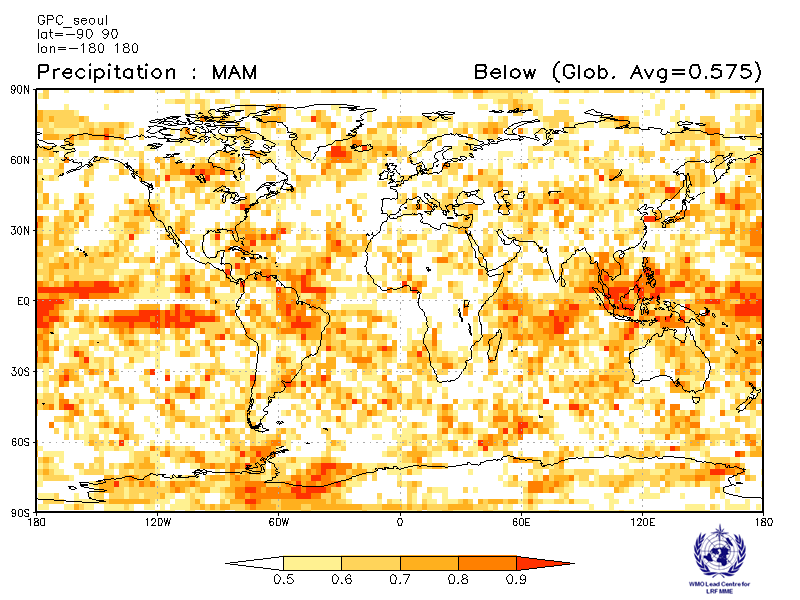 GPC_seoul
lat=−90 90
lon=−180 180
Precipitation : MAM Below (Glob. Avg=0.575)
90N
60N
30N
EQ
30S
60S
90S
180 120W 60W 0 60E 120E 180
0.5 0.6 0.7 0.8 0.9
WMO Lead Centre for
LRF MME